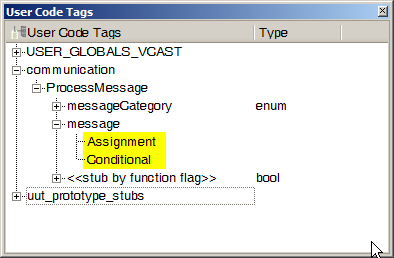 User Code Tags
User Code Tags Type
USER_GLOBALS_VCAST
communication
ProcessMessage
messageCategory enum
message
Assignment
Conditional
<<stub by function flag>> bool
uut_prototype_stubs